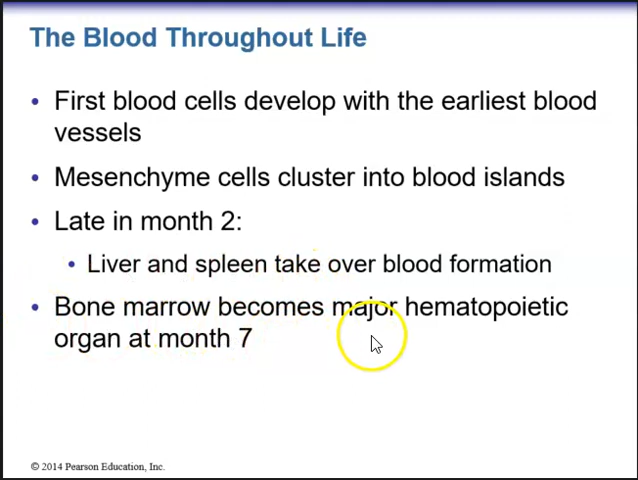 The Blood Throughout Life
• First blood cells develop with the earliest blood
vessels
• Mesenchyme cells cluster into blood islands
• Late in month 2:
• Liver and spleen take over blood formation
• Bone marrow becomes major hematopoietic
organ at month 7
© 2014 Pearson Education, Inc.